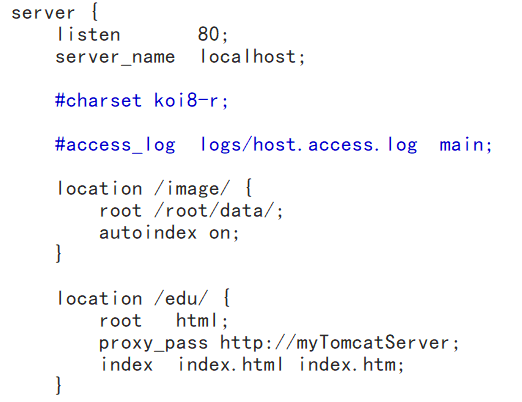 server {
    listen       80;
    server_name  localhost;
    #charset koi8-r;
    #access_log  logs/host.access.log  main;
    location /image/ {
        root /root/data/;
        autoindex on;
    }
    location /edu/ {
        root   html;
        proxy_pass http://myTomcatServer;
        index  index.html index.htm;
    }